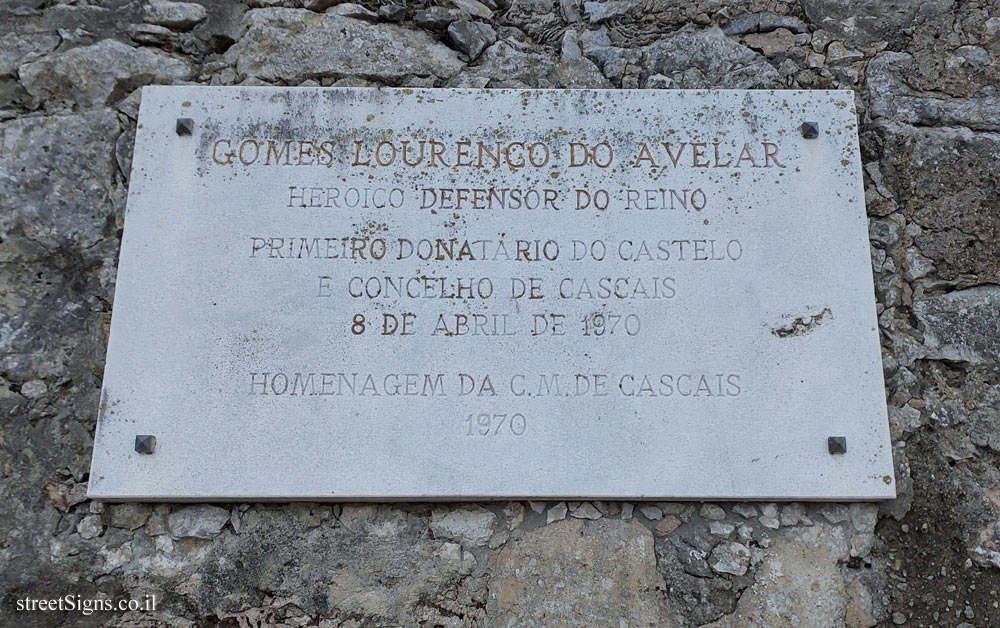 GOMES LOURENÇO DO AVELAR
HEROICO DEFENSOR DO REINO
PRIMEIRO DONATÁRIO DO CASTELO
E CONCELHO DE CASCAIS
8 DE ABRIL DE 1970
HOMENAGEM DA C.M. DE CASCAIS
1970
streetSigns.co.il